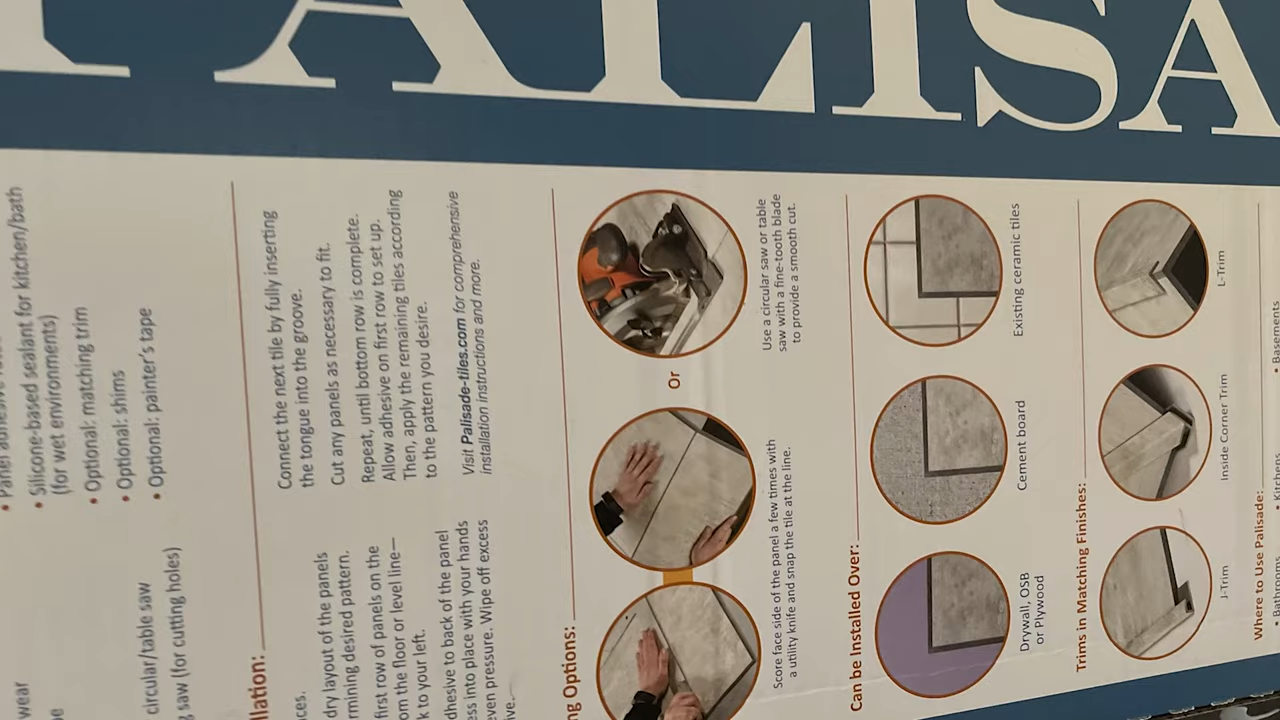 PALISA
wear
circular/table saw
saw (for cutting holes)
• Silicone-based sealant for kitchen/bath
(for wet environments)
• Optional: matching trim
• Optional: shims
• Optional: painter's tape
llation:
dry layout of the panels
rmining desired pattern.
first row of panels on the
om the floor or level line—
k to your left.
dhesive to back of the panel
ess into place with your hands
even pressure. Wipe off excess
ive.
Connect the next tile by fully inserting
the tongue into the groove.
Cut any panels as necessary to fit.
Repeat, until bottom row is complete.
Allow adhesive on first row to set up.
Then, apply the remaining tiles according
to the pattern you desire.
Visit Palisade-tiles.com for comprehensive
installation instructions and more.
ng Options:
Score face side of the panel a few times with
a utility knife and snap the tile at the line.
Or
Use a circular saw or table
saw with a fine-tooth blade
to provide a smooth cut.
Can be Installed Over:
Drywall, OSB
or Plywood
Cement board
Existing ceramic tiles
Trims in Matching Finishes:
J-Trim
Inside Corner Trim
L-Trim
Where to Use Palisade:
• Bathrooms
• Kitchens
• Basements